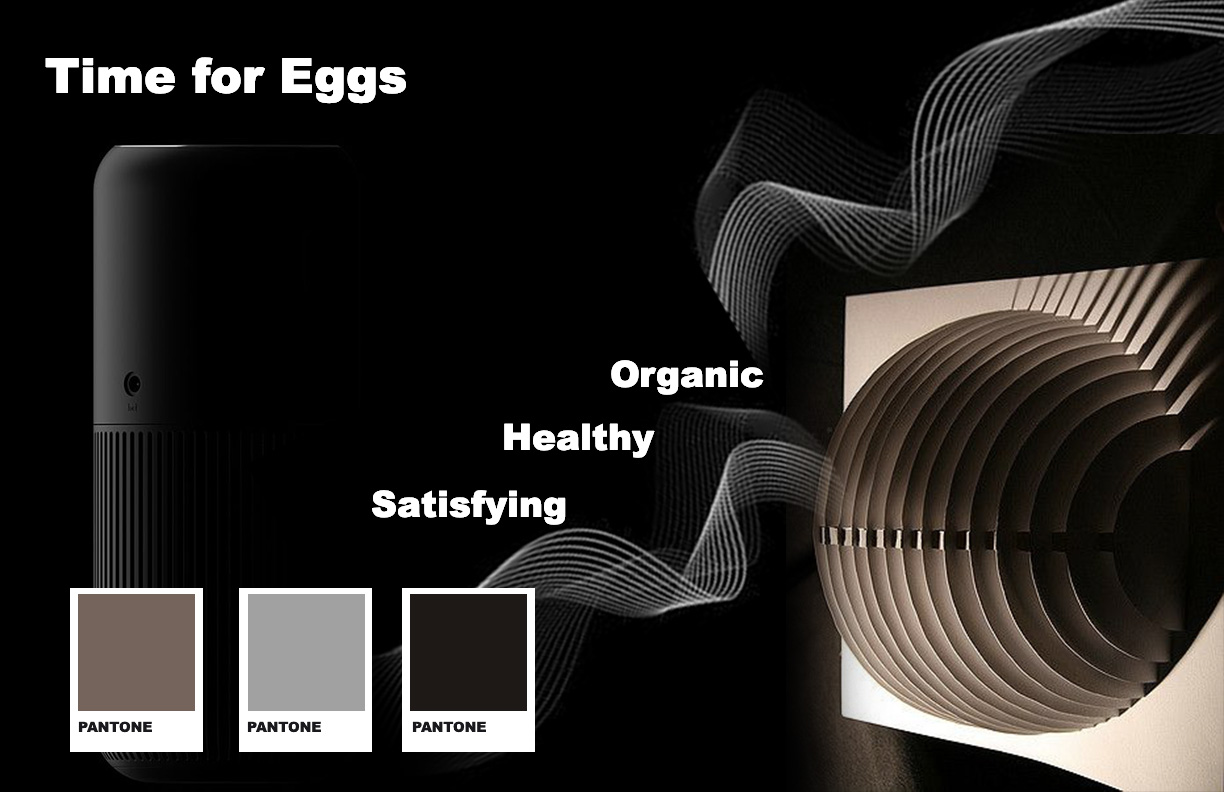 Time for Eggs
Organic
Healthy
Satisfying
PANTONE
PANTONE
PANTONE